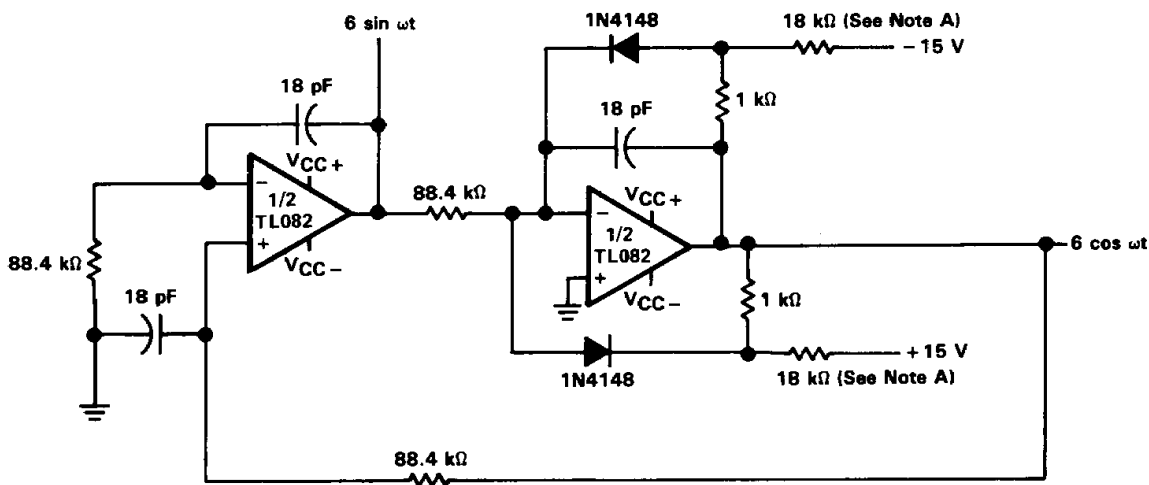 6 sin ωt
1N4148
18 kΩ (See Note A)
− 15 V
18 pF
18 pF
1 kΩ
VCC+
−
1/2
TL082
+
VCC−
88.4 kΩ
VCC+
−
1/2
TL082
+
VCC−
6 cos ωt
88.4 kΩ
18 pF
1 kΩ
+15 V
1N4148
18 kΩ (See Note A)
88.4 kΩ